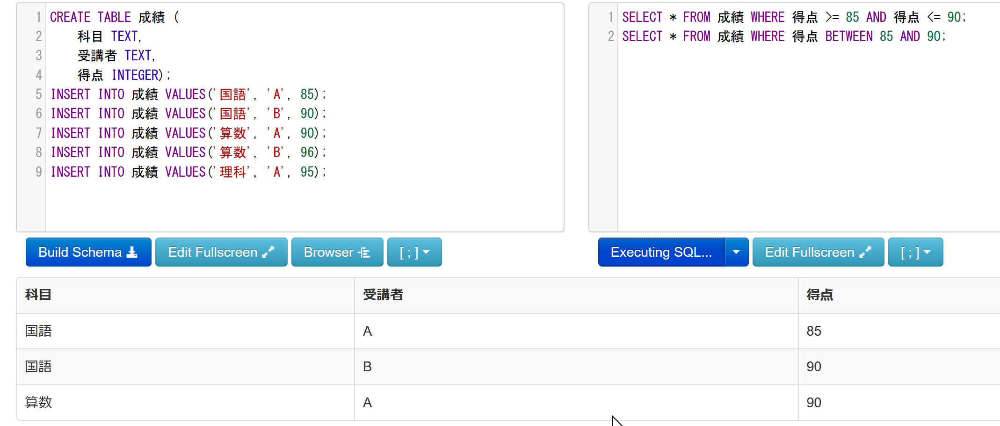 1 CREATE TABLE 成績 (
2 科目 TEXT,
3 受講者 TEXT,
4 得点 INTEGER);
5 INSERT INTO 成績 VALUES('国語', 'A', 85);
6 INSERT INTO 成績 VALUES('国語', 'B', 90);
7 INSERT INTO 成績 VALUES('算数', 'A', 90);
8 INSERT INTO 成績 VALUES('算数', 'B', 96);
9 INSERT INTO 成績 VALUES('理科', 'A', 95);
1 SELECT * FROM 成績 WHERE 得点 >= 85 AND 得点 <= 90;
2 SELECT * FROM 成績 WHERE 得点 BETWEEN 85 AND 90;
Build Schema Edit Fullscreen Browser [ ; ]
Executing SQL... Edit Fullscreen [ ; ]
科目 受講者 得点
国語 A 85
国語 B 90
算数 A 90